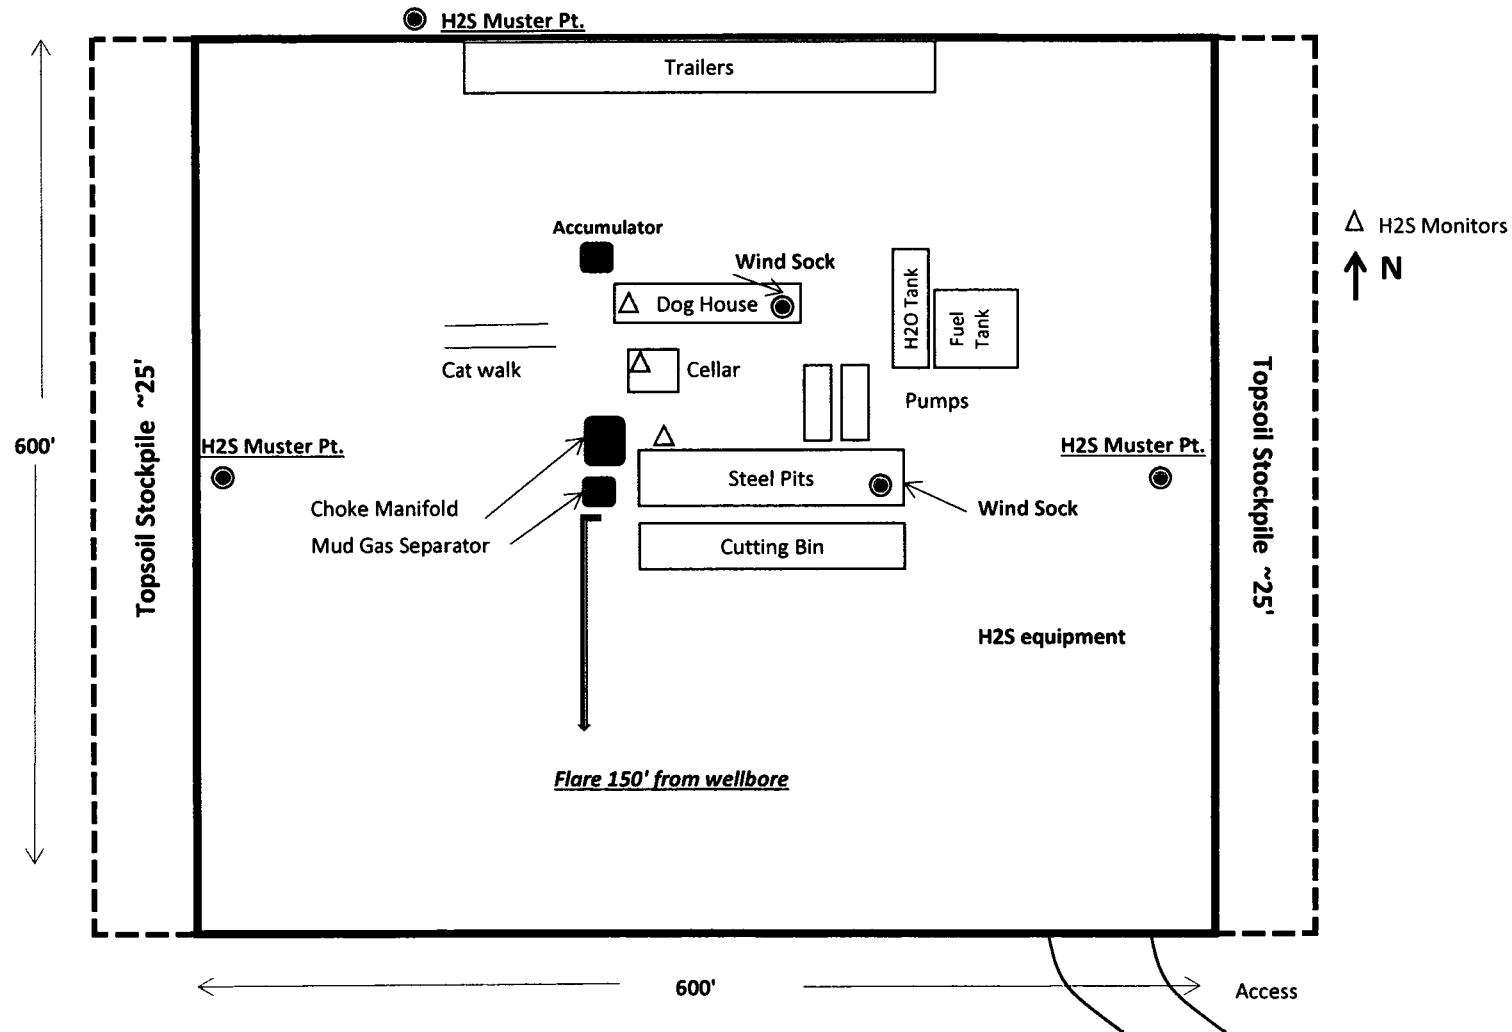 H2S Muster Pt.
Trailers
Accumulator
H2S Monitors
Wind Sock
N
Dog House
H2O Tank
Fuel
Tank
Cat walk
Cellar
Pumps
600'
Topsoil Stockpile ~25'
H2S Muster Pt.
H2S Muster Pt.
Topsoil Stockpile ~25'
Steel Pits
Choke Manifold
Wind Sock
Mud Gas Separator
Cutting Bin
H2S equipment
Flare 150' from wellbore
600'
Access